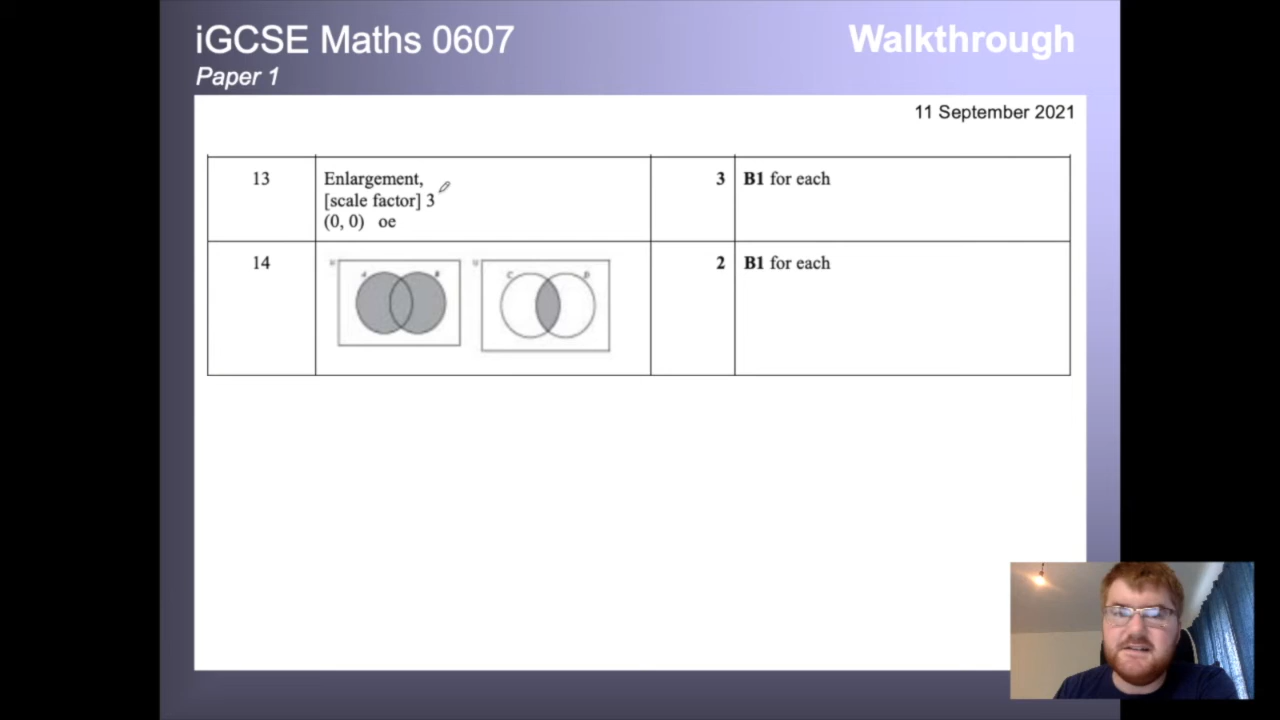 iGCSE Maths 0607
Walkthrough
Paper 1
11 September 2021
13
Enlargement,
[scale factor] 3
(0, 0) oe
3
B1 for each
14
A
B
C
D
2
B1 for each